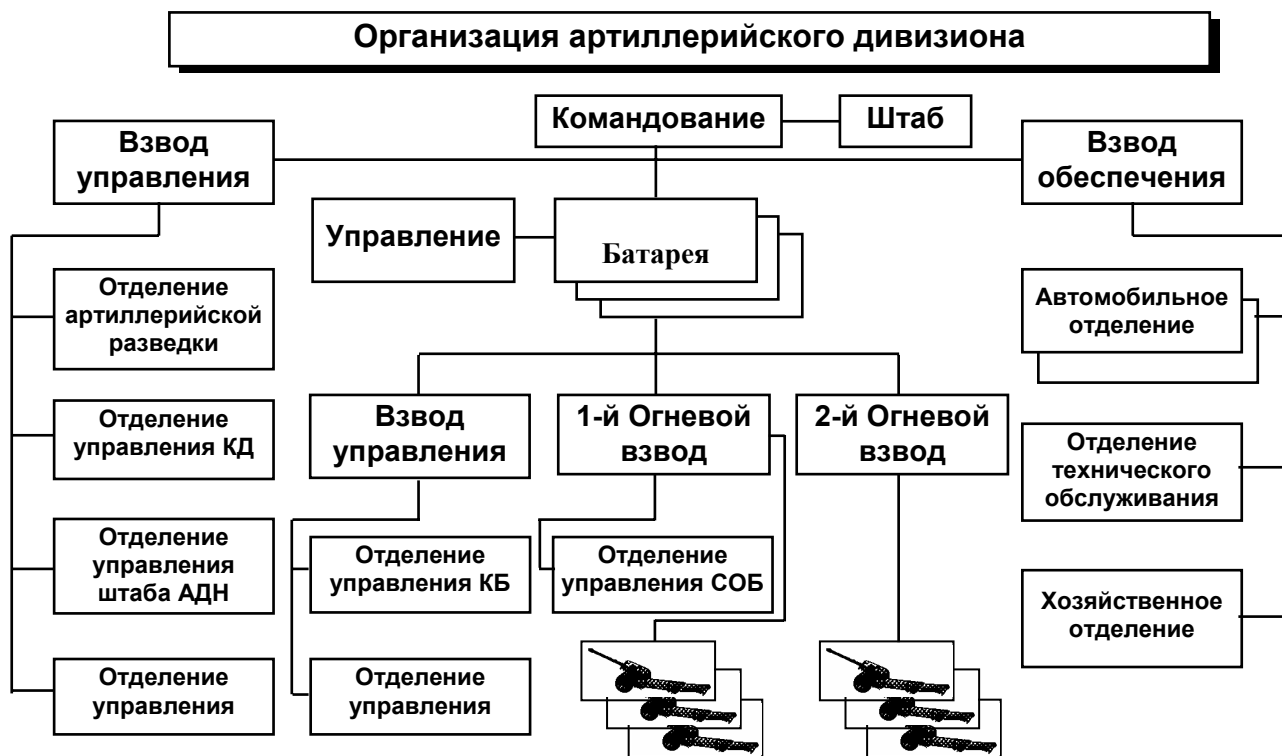 Организация артиллерийского дивизиона
Командование
Штаб
Взвод
управления
Взвод
обеспечения
Управление
Батарея
Отделение
артиллерийской
разведки
Отделение
управления КД
Отделение
управления
штаба АДН
Отделение
управления
Взвод
управления
1-й Огневой
взвод
2-й Огневой
взвод
Отделение
управления КБ
Отделение
управления
Отделение
управления СОБ
Автомобильное
отделение
Отделение
технического
обслуживания
Хозяйственное
отделение